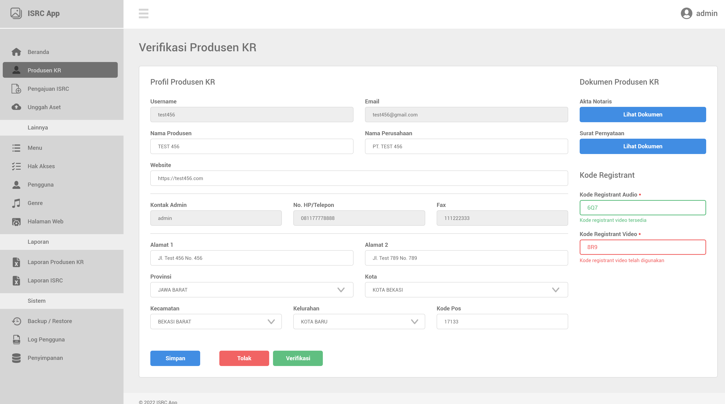 ISRC App
admin
Beranda
Produsen KR
Pengajuan ISRC
Unggah Aset
Lainnya
Menu
Hak Akses
Pengguna
Genre
Halaman Web
Laporan
Laporan Produsen KR
Laporan ISRC
Sistem
Backup / Restore
Log Pengguna
Penyimpanan
Verifikasi Produsen KR
Profil Produsen KR
Username
Email
test456
test456@gmail.com
Nama Produsen
Nama Perusahaan
TEST 456
PT. TEST 456
Website
https://test456.com
Kontak Admin
No. HP/Telepon
Fax
admin
081177778888
111222333
Alamat 1
Alamat 2
Jl. Test 456 No. 456
Jl. Test 789 No. 789
Provinsi
Kota
JAWA BARAT
KOTA BEKASI
Kecamatan
Kelurahan
Kode Pos
BEKASI BARAT
KOTA BARU
17133
Simpan
Tolak
Verifikasi
Dokumen Produsen KR
Akta Notaris
Lihat Dokumen
Surat Pernyataan
Lihat Dokumen
Kode Registrant
Kode Registrant Audio *
6Q7
Kode registrant video tersedia
Kode Registrant Video *
8R9
Kode registrant video telah digunakan
© 2022 ISRC App